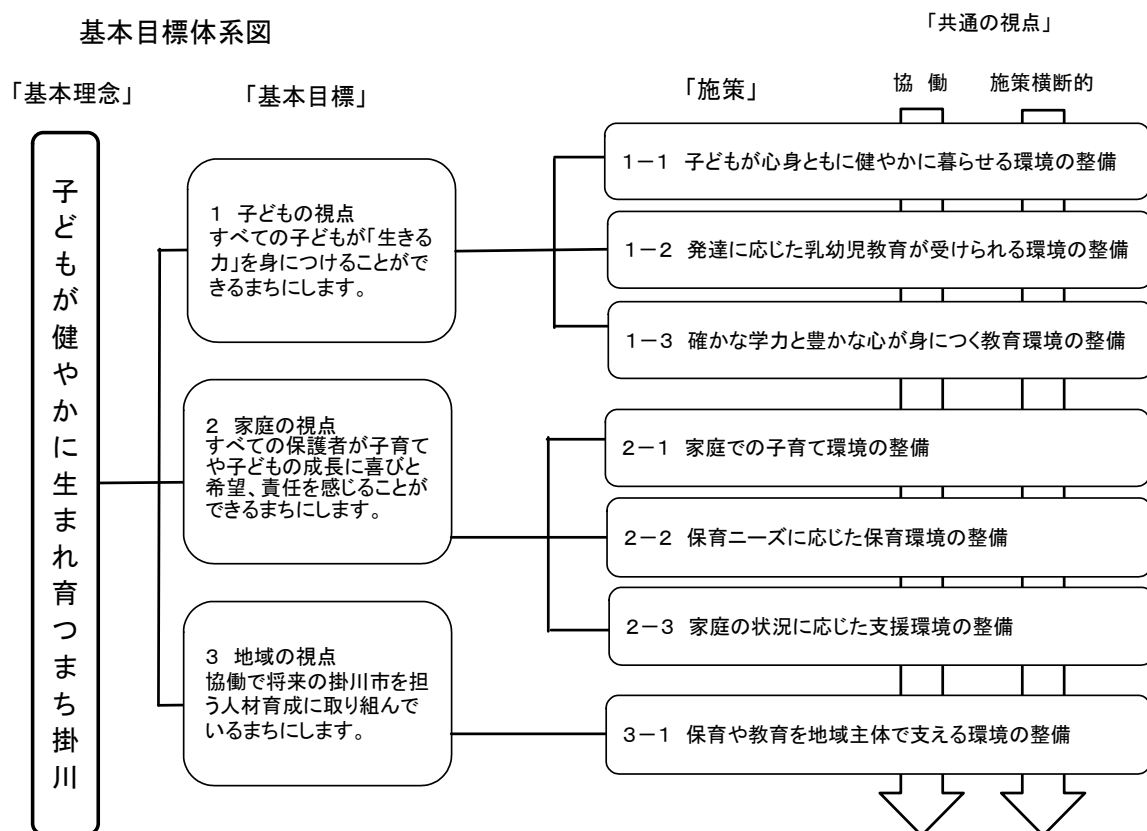 基本目標体系図
「共通の視点」
「基本理念」
「基本目標」
「施策」
協 働
施策横断的
子どもが健やかに生まれ育つまち掛川
1 子どもの視点
すべての子どもが「生きる
力」を身につけることがで
きるまちにします。
2 家庭の視点
すべての保護者が子育て
や子どもの成長に喜びと
希望、責任を感じることが
できるまちにします。
3 地域の視点
協働で将来の掛川市を担
う人材育成に取り組んで
いるまちにします。
1－1 子どもが心身ともに健やかに暮らせる環境の整備
1－2 発達に応じた乳幼児教育が受けられる環境の整備
1－3 確かな学力と豊かな心が身につく教育環境の整備
2－1 家庭での子育て環境の整備
2－2 保育ニーズに応じた保育環境の整備
2－3 家庭の状況に応じた支援環境の整備
3－1 保育や教育を地域主体で支える環境の整備